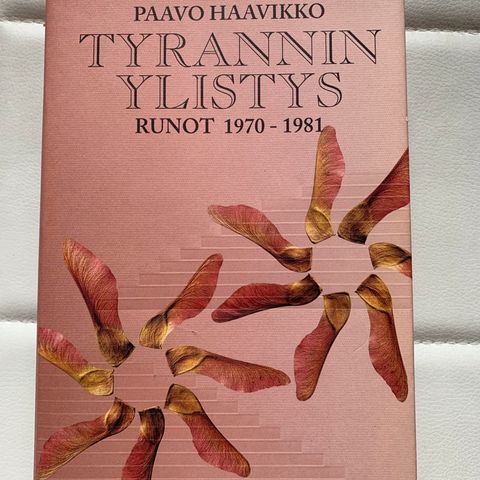 PAAVO HAAVIKKO
TYRANNIN
YLISTYS
RUNOT 1970 - 1981